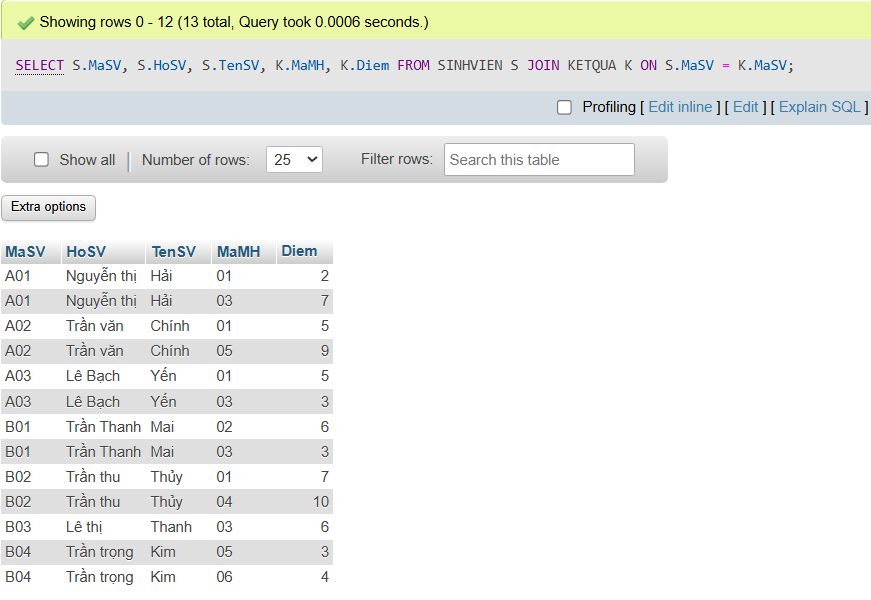 Showing rows 0 - 12 (13 total, Query took 0.0006 seconds.)
SELECT S.MaSV, S.HoSV, S.TenSV, K.MaMH, K.Diem FROM SINHVIEN S JOIN KETQUA K ON S.MaSV = K.MaSV;
Profiling [ Edit inline ] [ Edit ] [ Explain SQL ]
Show all | Number of rows: 25 Filter rows: Search this table
Extra options
MaSV HoSV TenSV MaMH Diem
A01 Nguyễn thị Hải 01 2
A01 Nguyễn thị Hải 03 7
A02 Trần văn Chính 01 5
A02 Trần văn Chính 05 9
A03 Lê Bạch Yến 01 5
A03 Lê Bạch Yến 03 3
B01 Trần Thanh Mai 02 6
B01 Trần Thanh Mai 03 3
B02 Trần thu Thủy 01 7
B02 Trần thu Thủy 04 10
B03 Lê thị Thanh 03 6
B04 Trần trọng Kim 05 3
B04 Trần trọng Kim 06 4